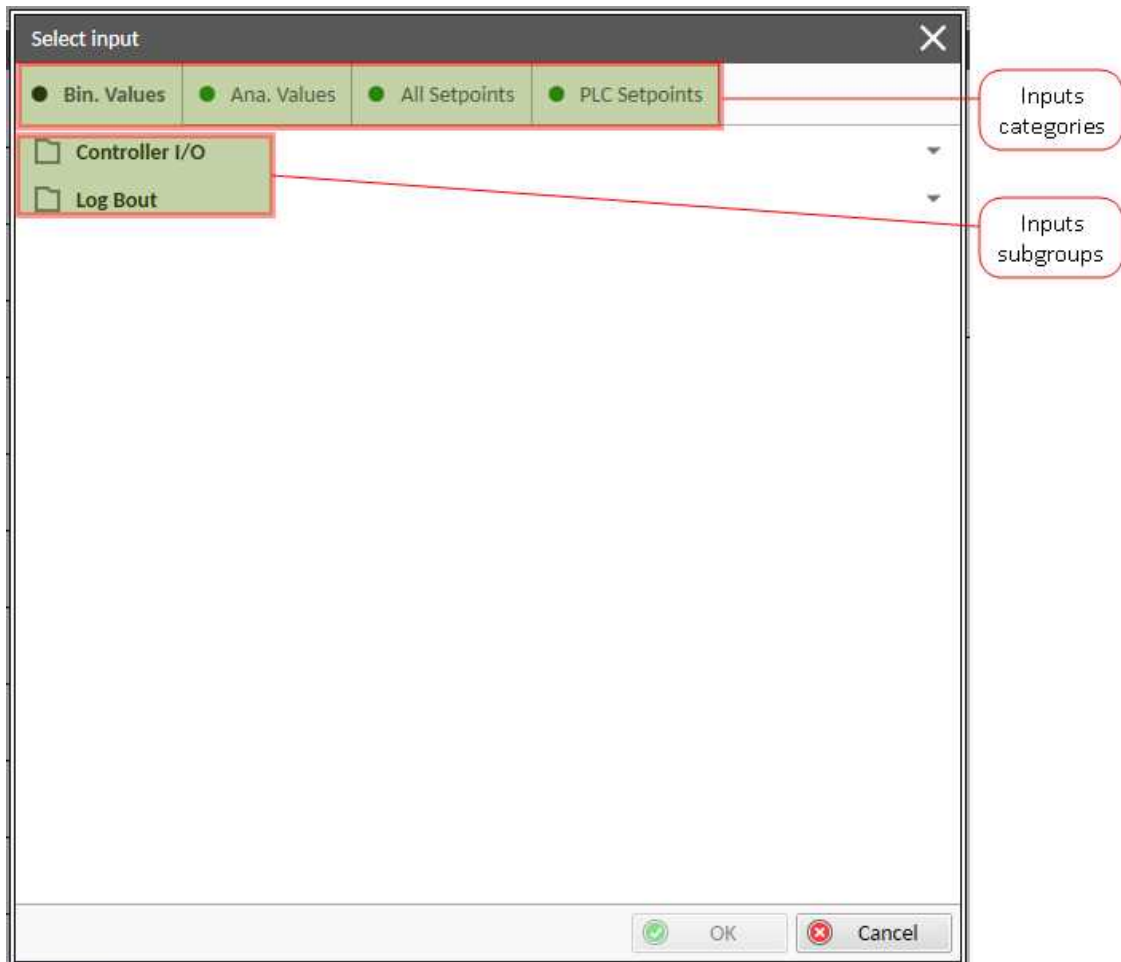 Select input
Bin. Values Ana. Values All Setpoints PLC Setpoints
Inputs
categories
Controller I/O
Log Bout
Inputs
subgroups
OK Cancel